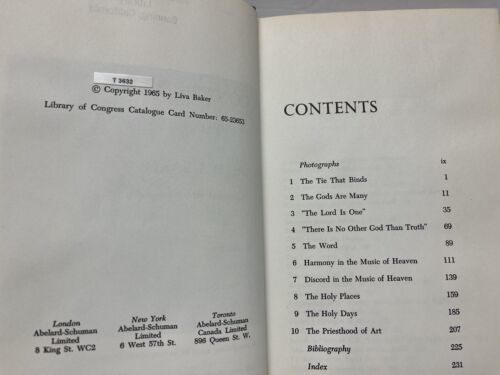 T 3632
© Copyright 1965 by Liva Baker
Library of Congress Catalogue Card Number: 65-23653
London
Abelard-Schuman
Limited
8 King St. WC2
New York
Abelard-Schuman
Limited
6 West 57th St.
Toronto
Abelard-Schuman
Canada Limited
896 Queen St. W.
CONTENTS
Photographs ix
1 The Tie That Binds 1
2 The Gods Are Many 11
3 "The Lord Is One" 35
4 "There Is No Other God Than Truth" 69
5 The Word 89
6 Harmony in the Music of Heaven 111
7 Discord in the Music of Heaven 139
8 The Holy Places 159
9 The Holy Days 185
10 The Priesthood of Art 207
Bibliography 225
Index 231